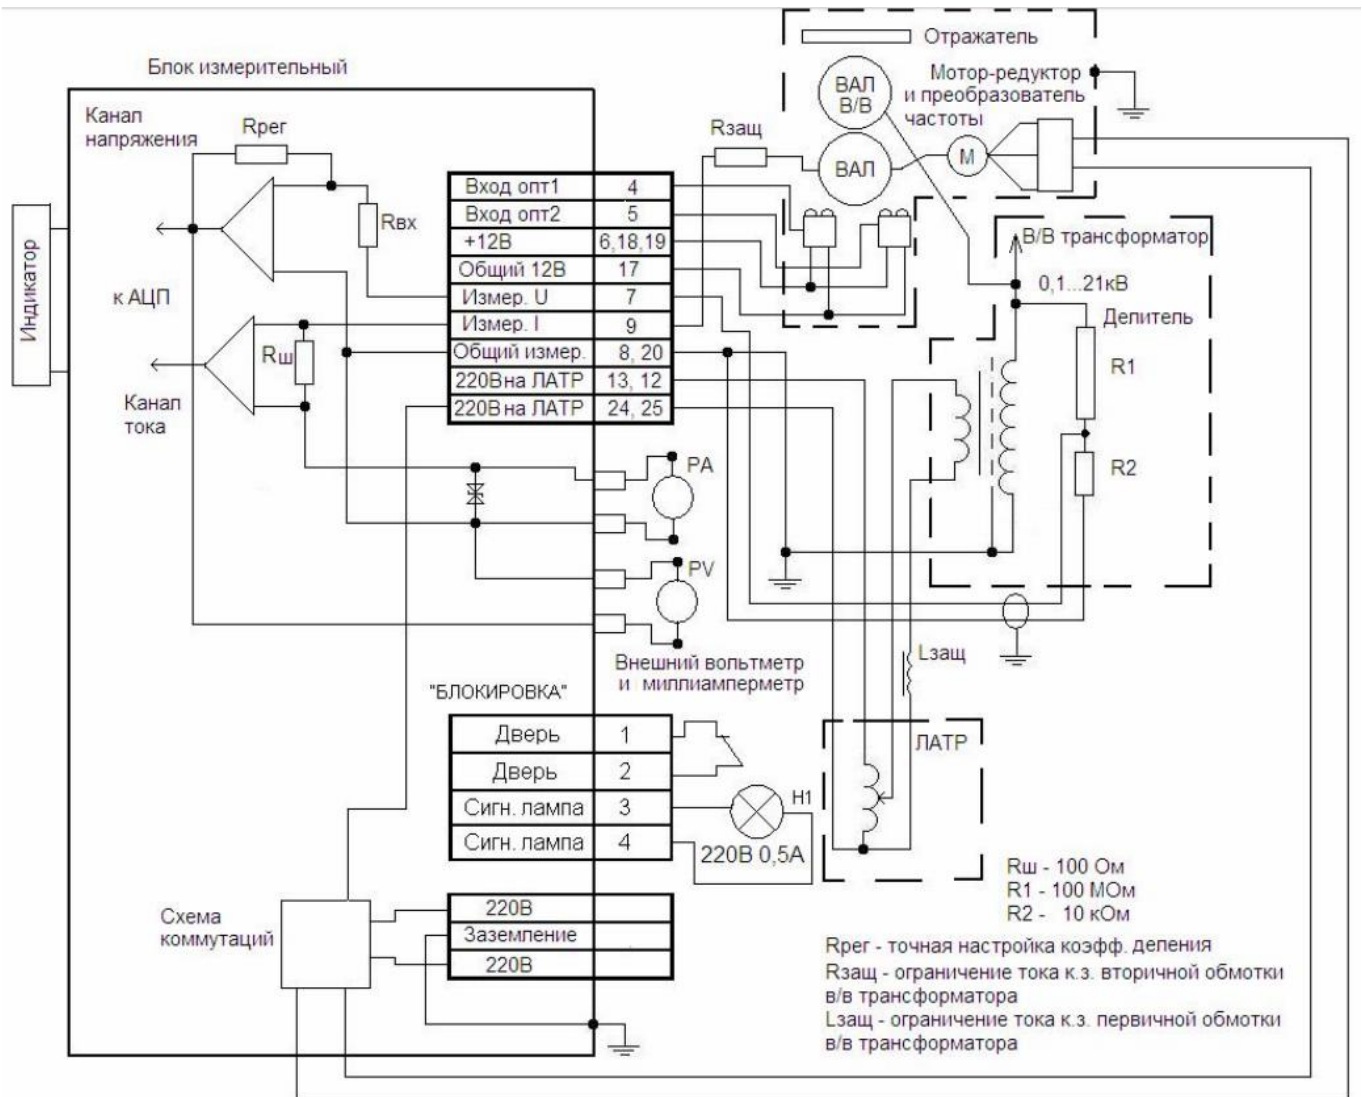 Отражатель
Блок измерительный
ВАЛ
В/В
Мотор-редуктор
и преобразователь
частоты
Канал
напряжения
Rрег
Rзащ
ВАЛ
М
Вход опт1 4
Вход опт2 5
+12В 6,18,19
Общий 12В 17
Измер. U 7
Измер. I 9
Общий измер. 8, 20
220В на ЛАТР 13, 12
220В на ЛАТР 24, 25
Rвх
В/В трансформатор
0,1...21кВ
Делитель
R1
R2
Индикатор
к АЦП
Rш
Канал
тока
PA
PV
Внешний вольтметр
и миллиамперметр
Lзащ
"БЛОКИРОВКА"
Дверь 1
Дверь 2
Сигн. лампа 3
Сигн. лампа 4
H1
220В 0,5А
ЛАТР
Rш - 100 Ом
R1 - 100 МОм
R2 - 10 кОм
Схема
коммутаций
220В
Заземление
220В
Rрег - точная настройка коэфф. деления
Rзащ - ограничение тока к.з. вторичной обмотки
в/в трансформатора
Lзащ - ограничение тока к.з. первичной обмотки
в/в трансформатора